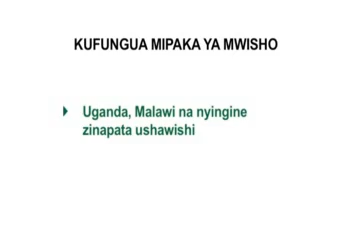 KUFUNGUA MIPAKA YA MWISHO
Uganda, Malawi na nyingine
zinapata ushawishi